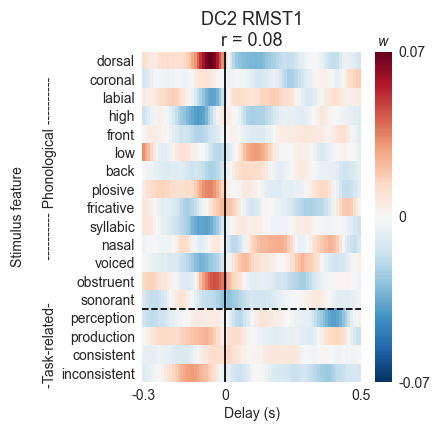 DC2 RMST1
r = 0.08
w
0.07
0
-0.07
Stimulus feature
---------- Phonological ----------
-Task-related-
dorsal
coronal
labial
high
front
low
back
plosive
fricative
syllabic
nasal
voiced
obstruent
sonorant
perception
production
consistent
inconsistent
-0.3
0
0.5
Delay (s)